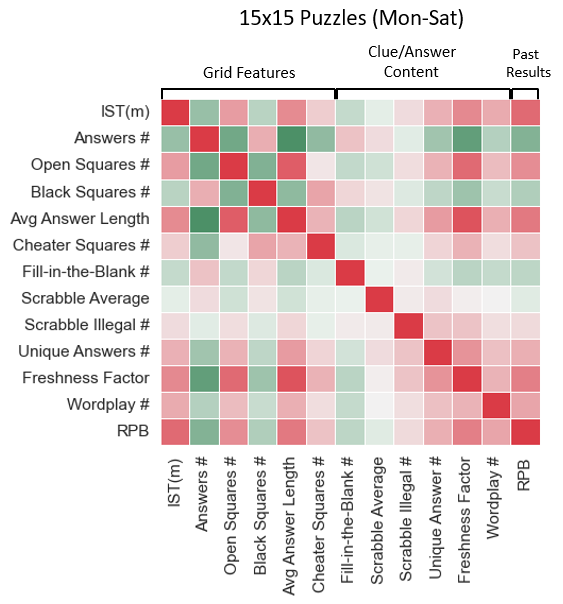 15x15 Puzzles (Mon-Sat)
Grid Features
Clue/Answer
Content
Past
Results
IST(m)
Answers #
Open Squares #
Black Squares #
Avg Answer Length
Cheater Squares #
Fill-in-the-Blank #
Scrabble Average
Scrabble Illegal #
Unique Answers #
Freshness Factor
Wordplay #
RPB
IST(m)
Answers #
Open Squares #
Black Squares #
Avg Answer Length
Cheater Squares #
Fill-in-the-Blank #
Scrabble Average
Scrabble Illegal #
Unique Answer #
Freshness Factor
Wordplay #
RPB